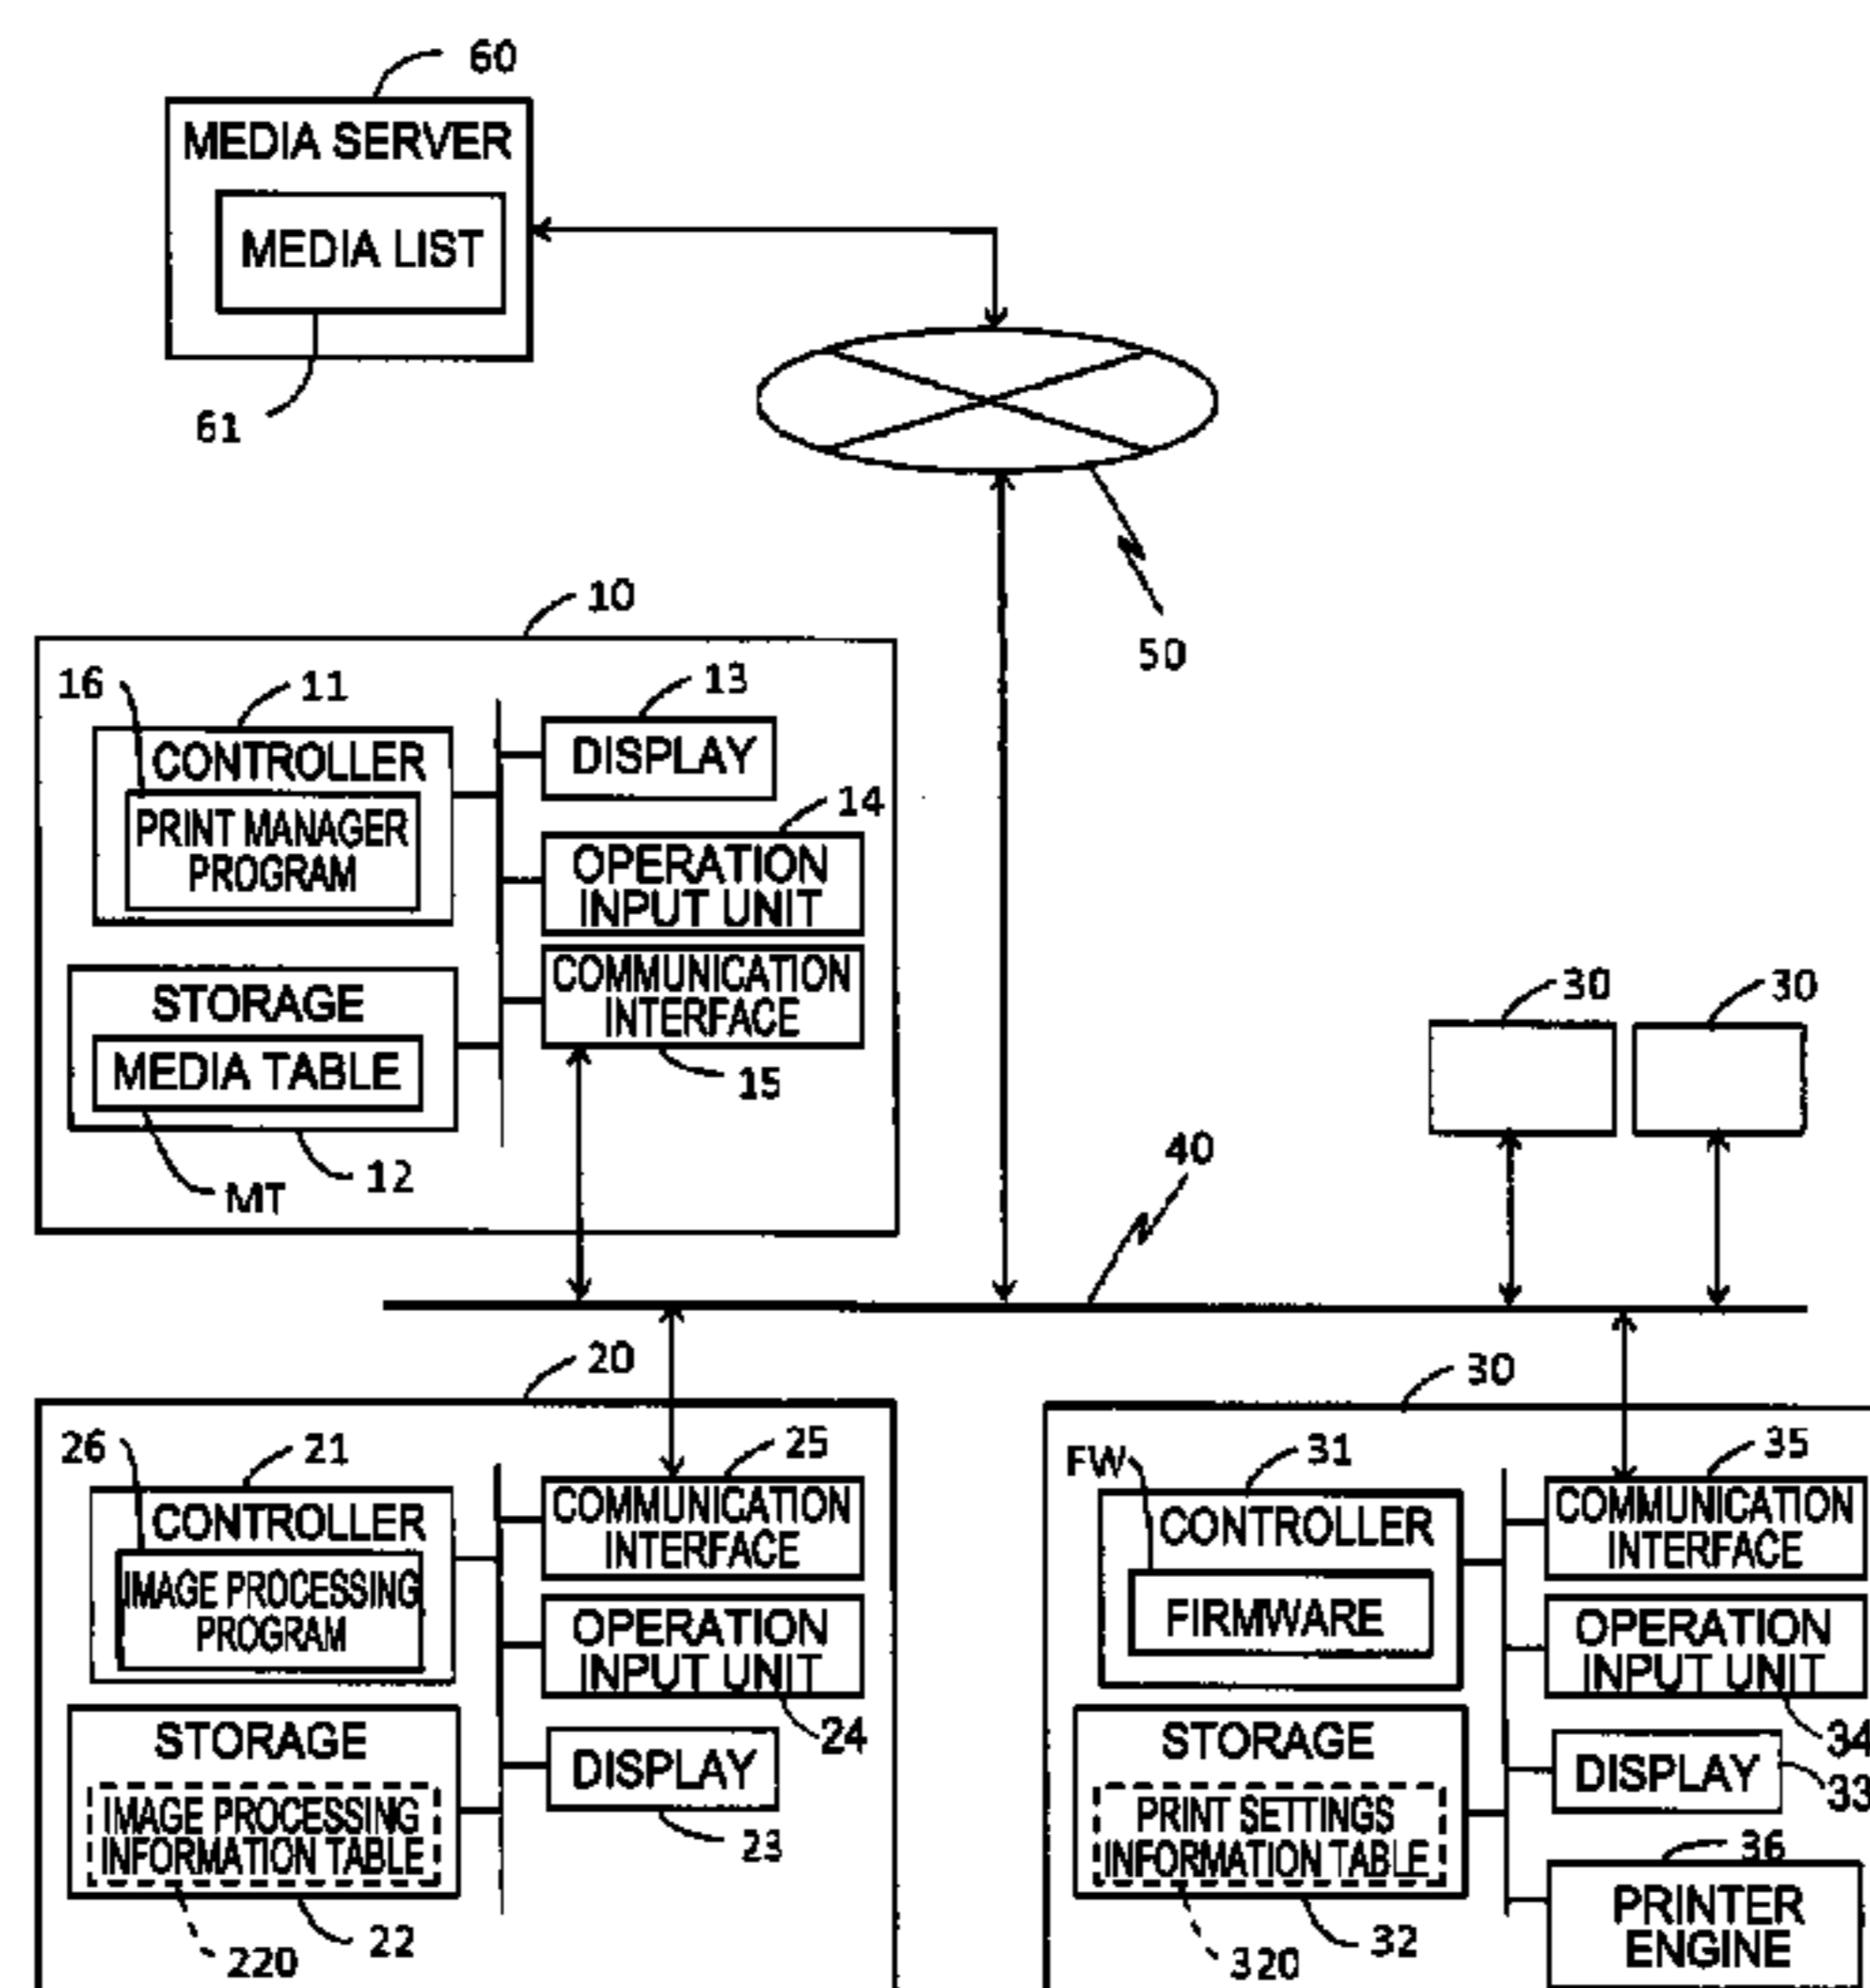 60
MEDIA SERVER
MEDIA LIST
61
50
10
16
11
CONTROLLER
PRINT MANAGER
PROGRAM
13
DISPLAY
14
OPERATION
INPUT UNIT
COMMUNICATION
INTERFACE
15
STORAGE
MEDIA TABLE
MT
12
30
30
40
20
26
21
CONTROLLER
IMAGE PROCESSING
PROGRAM
25
COMMUNICATION
INTERFACE
OPERATION
INPUT UNIT
24
STORAGE
IMAGE PROCESSING
INFORMATION TABLE
220
22
DISPLAY
23
30
FW
31
CONTROLLER
FIRMWARE
35
COMMUNICATION
INTERFACE
OPERATION
INPUT UNIT
34
STORAGE
PRINT SETTINGS
INFORMATION TABLE
320
32
DISPLAY
33
36
PRINTER
ENGINE